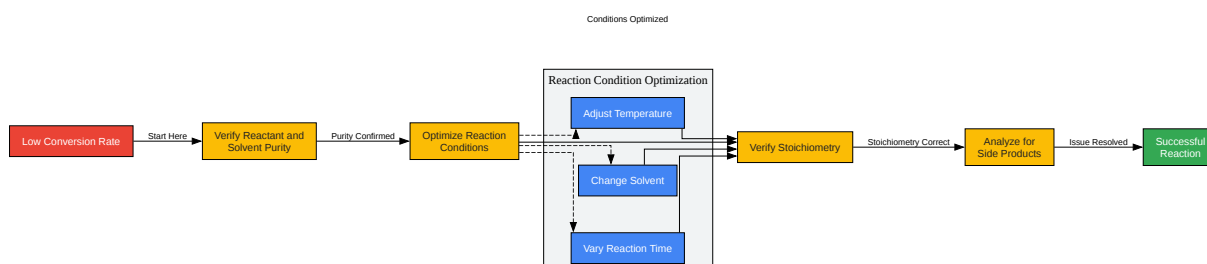 Conditions Optimized
Reaction Condition Optimization
Low Conversion Rate
Start Here
Verify Reactant and
Solvent Purity
Purity Confirmed
Optimize Reaction
Conditions
Adjust Temperature
Change Solvent
Vary Reaction Time
Verify Stoichiometry
Stoichiometry Correct
Analyze for
Side Products
Issue Resolved
Successful
Reaction